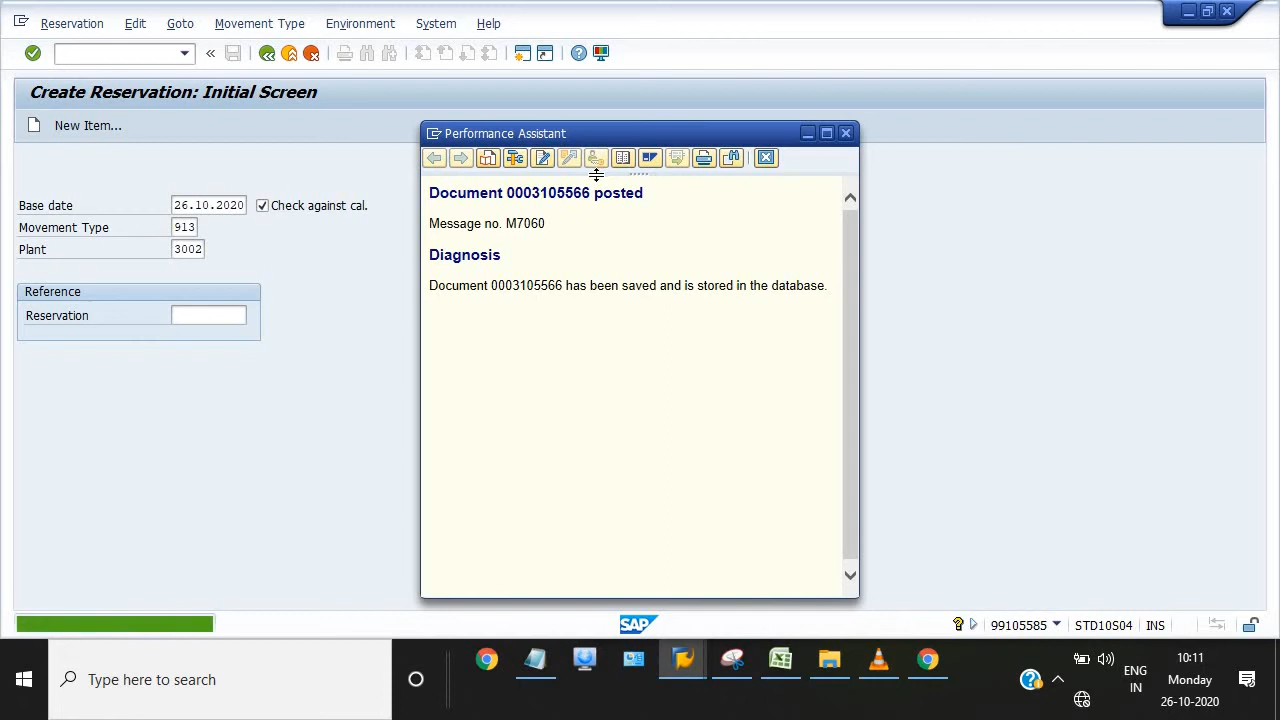 Reservation Edit Goto Movement Type Environment System Help
Create Reservation: Initial Screen
New Item...
Base date 26.10.2020 Check against cal.
Movement Type 913
Plant 3002
Reference
Reservation
Performance Assistant
Document 0003105566 posted
Message no. M7060
Diagnosis
Document 0003105566 has been saved and is stored in the database.
SAP
99105585 STD10S04 INS
Type here to search
ENG
IN
10:11
Monday
26-10-2020